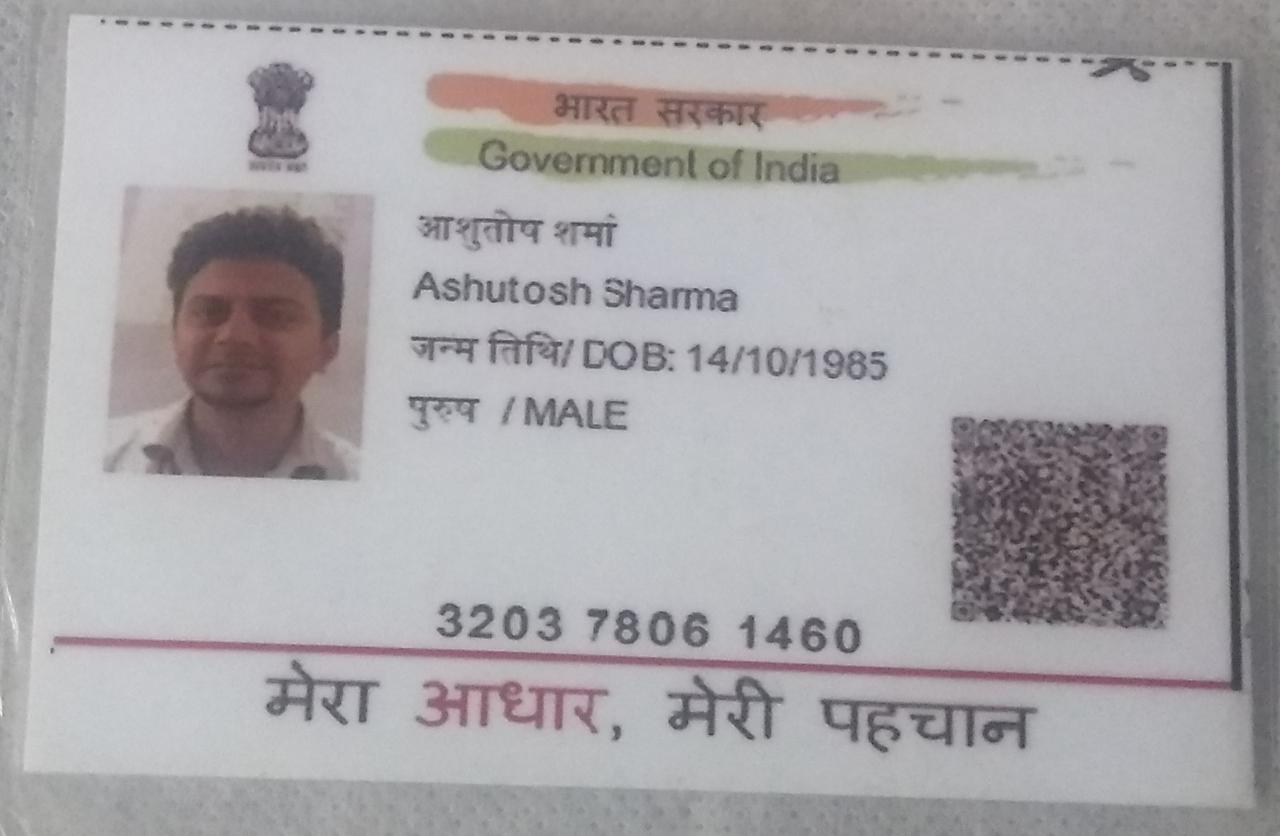 भारत सरकार
Government of India
आशुतोष शर्मा
Ashutosh Sharma
जन्म तिथि/ DOB: 14/10/1985
पुरुष / MALE
3203 7806 1460
मेरा आधार, मेरी पहचान